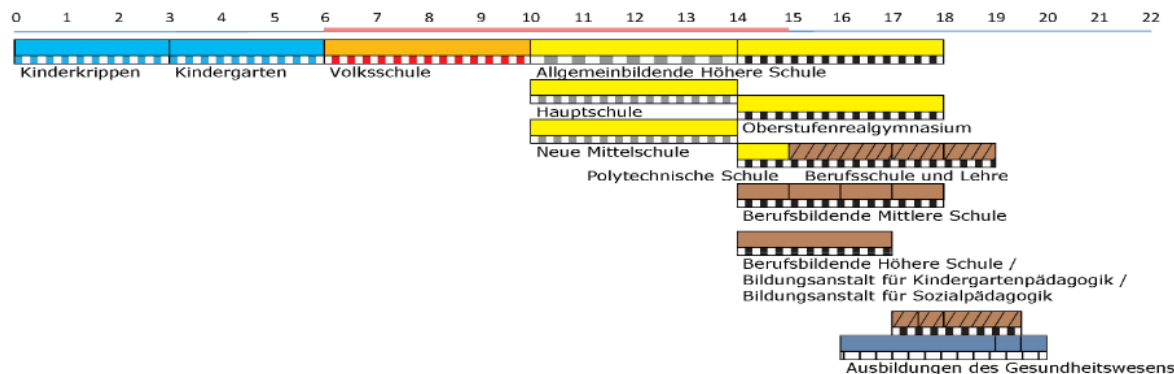 0 1 2 3 4 5 6 7 8 9 10 11 12 13 14 15 16 17 18 19 20 21 22
Kinderkrippen Kindergarten Volksschule Allgemeinbildende Höhere Schule
Hauptschule
Oberstufenrealgymnasium
Neue Mittelschule
Polytechnische Schule Berufsschule und Lehre
Berufsbildende Mittlere Schule
Berufsbildende Höhere Schule /
Bildungsanstalt für Kindergartenpädagogik /
Bildungsanstalt für Sozialpädagogik
Ausbildungen des Gesundheitswesens